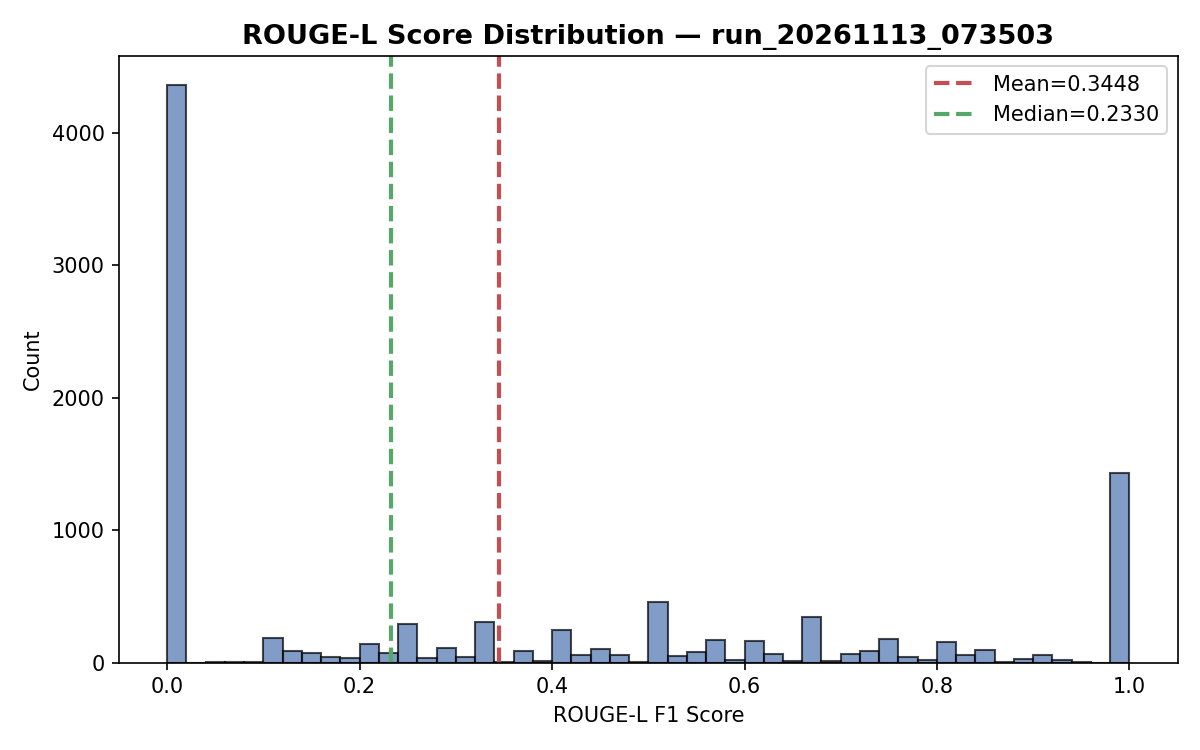 ROUGE-L Score Distribution — run_20261113_073503
Mean=0.3448
Median=0.2330
Count
4000
3000
2000
1000
0
0.0 0.2 0.4 0.6 0.8 1.0
ROUGE-L F1 Score